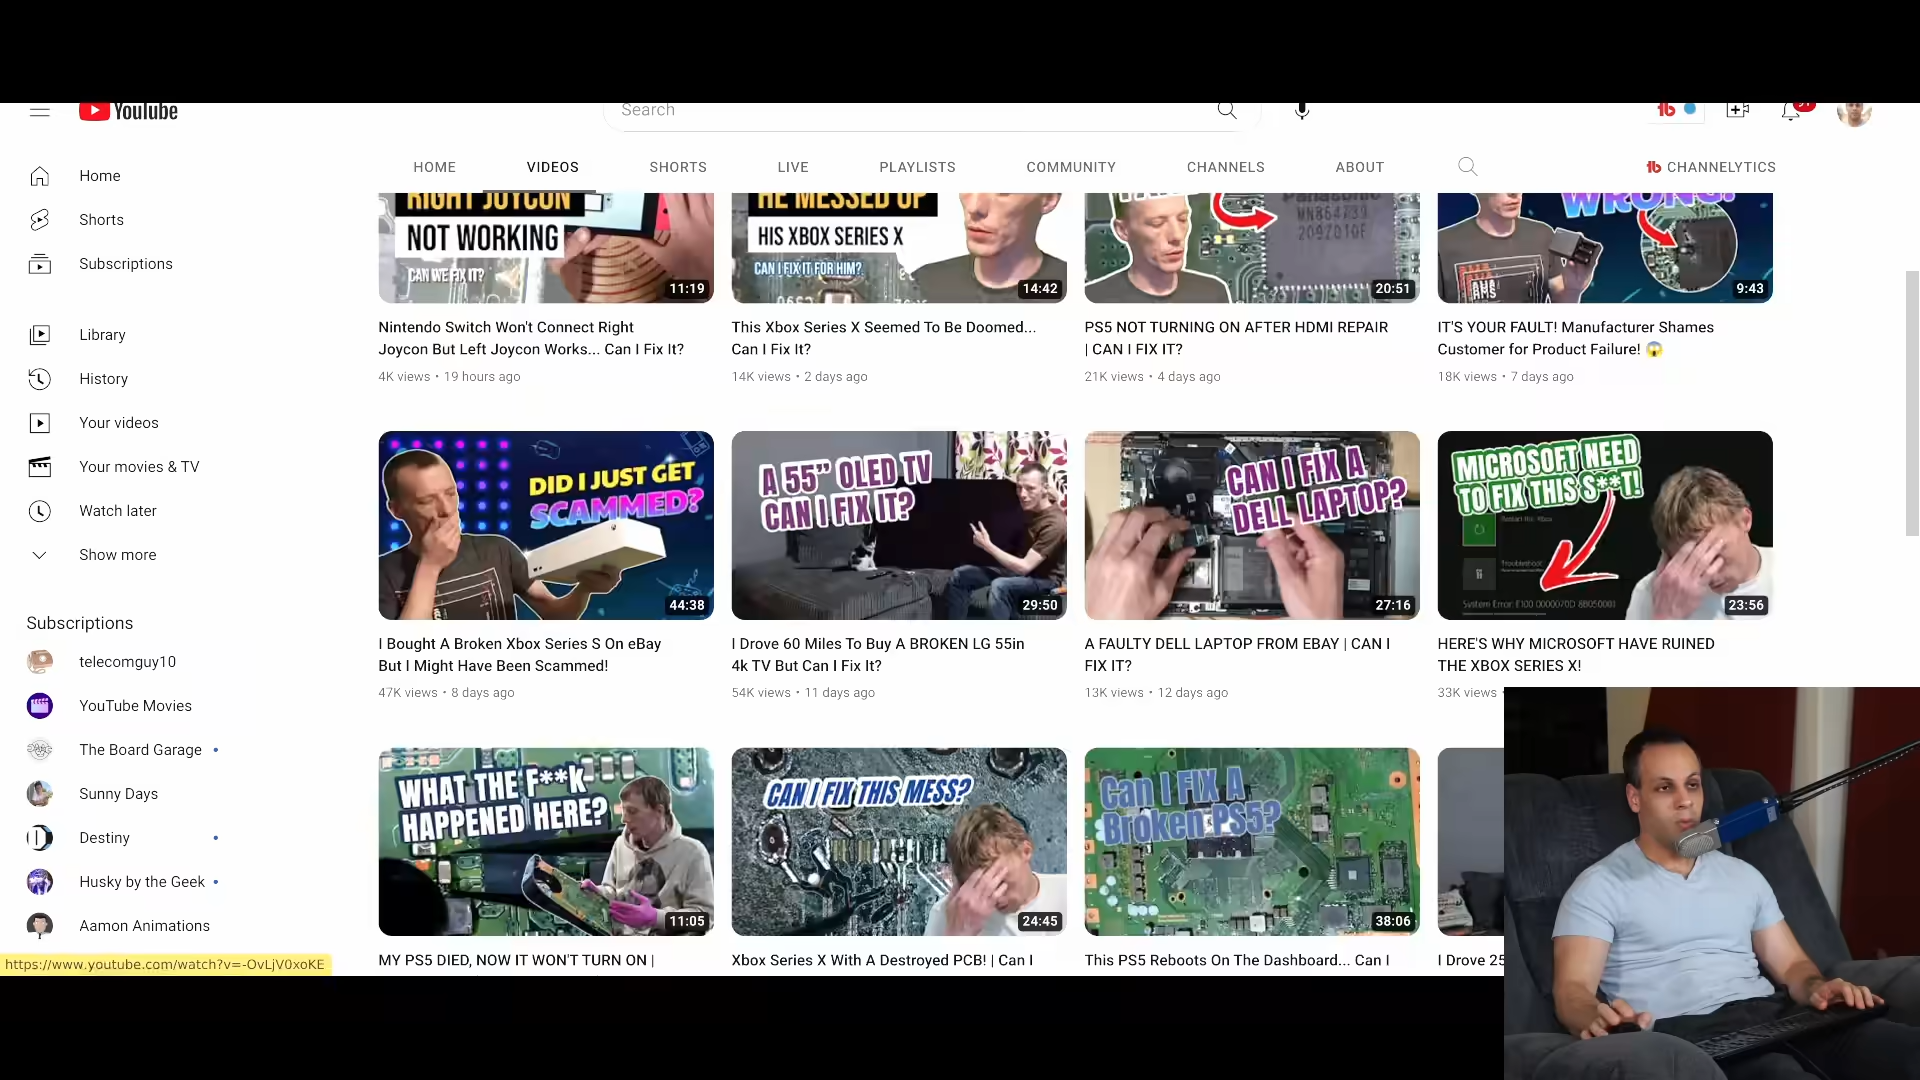 YouTube
Search
HOME
VIDEOS
SHORTS
LIVE
PLAYLISTS
COMMUNITY
CHANNELS
ABOUT
CHANNELYTICS
Home
Shorts
Subscriptions
Library
History
Your videos
Your movies & TV
Watch later
Show more
Subscriptions
telecomguy10
YouTube Movies
The Board Garage
Sunny Days
Destiny
Husky by the Geek
Aamon Animations
https://www.youtube.com/watch?v=-OvLjV0xoKE
RIGHT JOYCON
NOT WORKING
CAN WE FIX IT?
11:19
Nintendo Switch Won't Connect Right
Joycon But Left Joycon Works... Can I Fix It?
4K views • 19 hours ago
HE MESSED UP
HIS XBOX SERIES X
CAN I FIX IT FOR HIM?
14:42
This Xbox Series X Seemed To Be Doomed...
Can I Fix It?
14K views • 2 days ago
Panasonic
MN864739
20:51
PS5 NOT TURNING ON AFTER HDMI REPAIR
| CAN I FIX IT?
21K views • 4 days ago
WRONG!
9:43
IT'S YOUR FAULT! Manufacturer Shames
Customer for Product Failure! 😱
18K views • 7 days ago
DID I JUST GET
SCAMMED?
44:38
I Bought A Broken Xbox Series S On eBay
But I Might Have Been Scammed!
47K views • 8 days ago
A 55” OLED TV
CAN I FIX IT?
29:50
I Drove 60 Miles To Buy A BROKEN LG 55in
4k TV But Can I Fix It?
54K views • 11 days ago
CAN I FIX A
DELL LAPTOP?
27:16
A FAULTY DELL LAPTOP FROM EBAY | CAN I
FIX IT?
13K views • 12 days ago
MICROSOFT NEED
TO FIX THIS S**T!
Troubleshoot
23:56
HERE'S WHY MICROSOFT HAVE RUINED
THE XBOX SERIES X!
33K views
WHAT THE F**K
HAPPENED HERE?
11:05
MY PS5 DIED, NOW IT WON'T TURN ON |
CAN I FIX THIS MESS?
24:45
Xbox Series X With A Destroyed PCB! | Can I
Can I FIX A
Broken PS5?
38:06
This PS5 Reboots On The Dashboard... Can I
I Drove 25